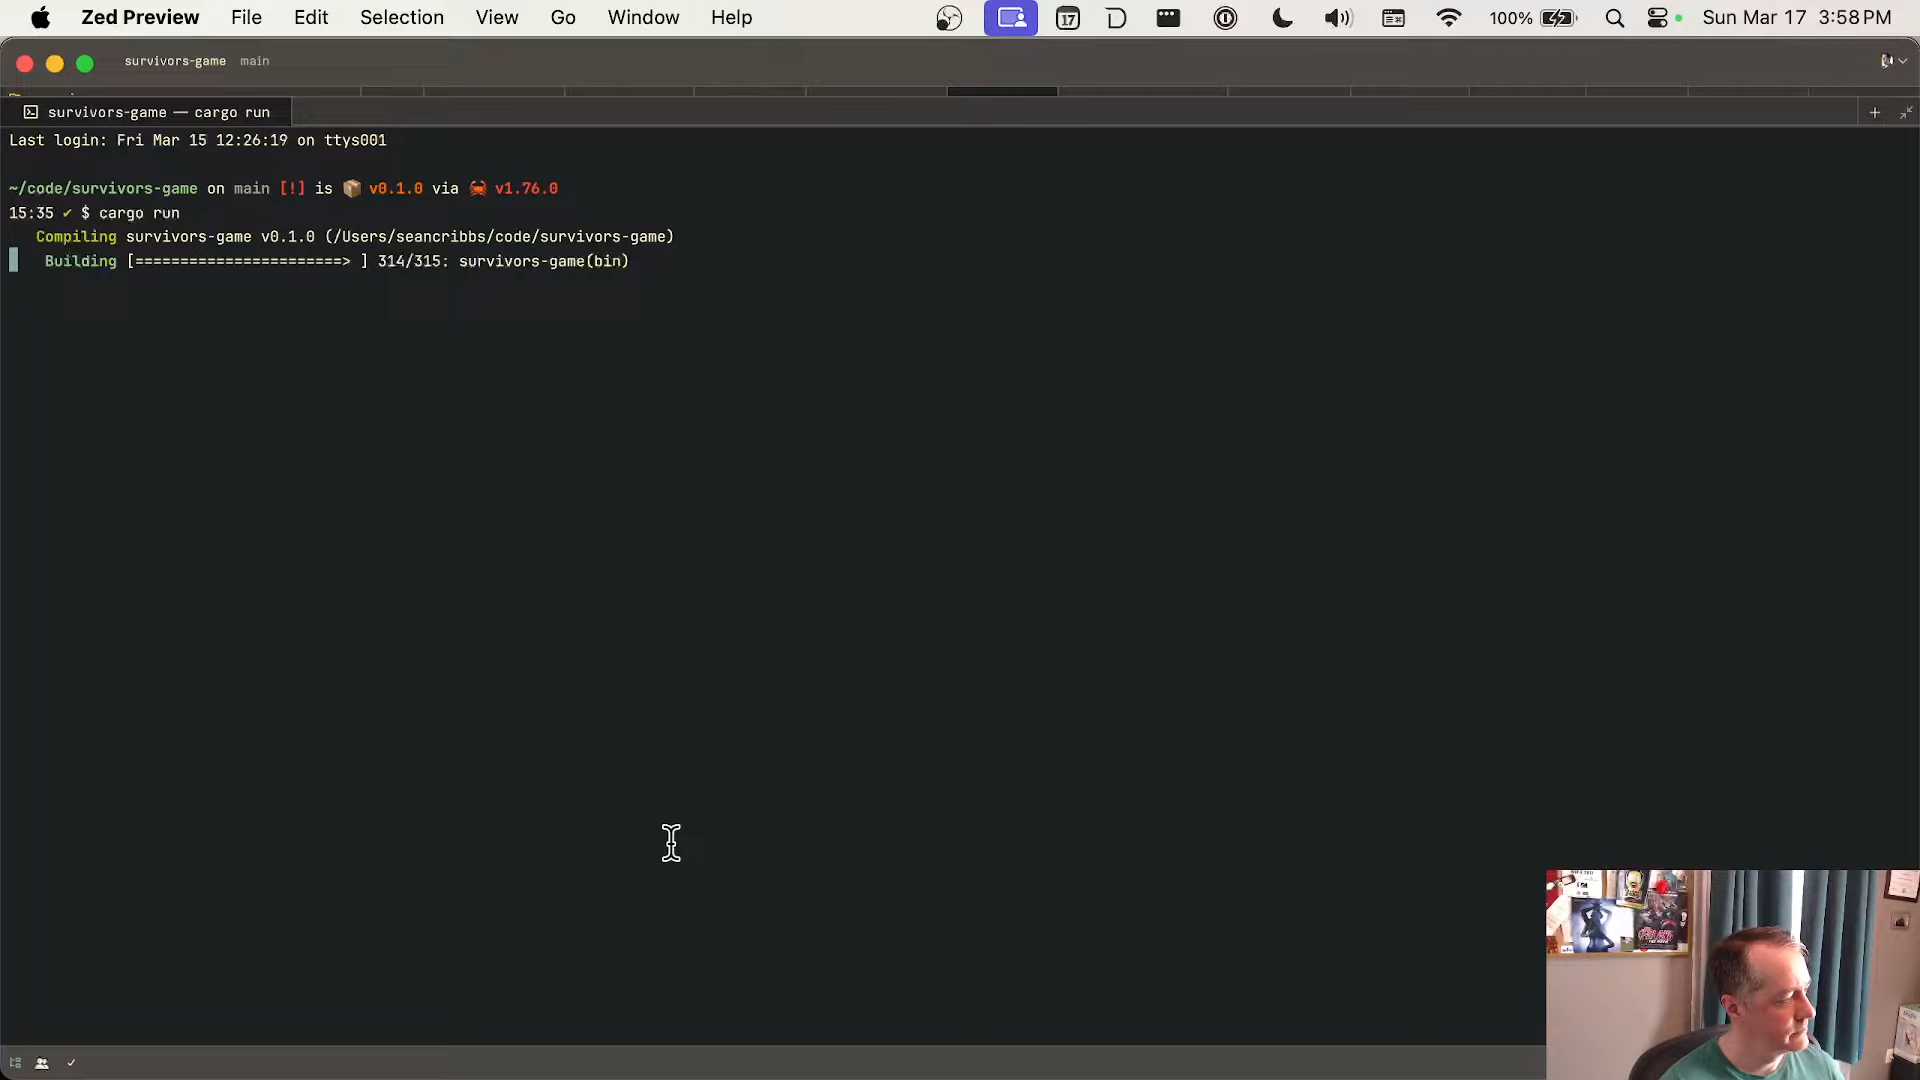 Zed Preview File Edit Selection View Go Window Help 17 100% Sun Mar 17 3:58 PM
survivors-game main
survivors-game — cargo run
Last login: Fri Mar 15 12:26:19 on ttys001
~/code/survivors-game on main [!] is 📦 v0.1.0 via 🦀 v1.76.0
15:35 ✔ $ cargo run
Compiling survivors-game v0.1.0 (/Users/seancribbs/code/survivors-game)
Building [=======================> ] 314/315: survivors-game(bin)